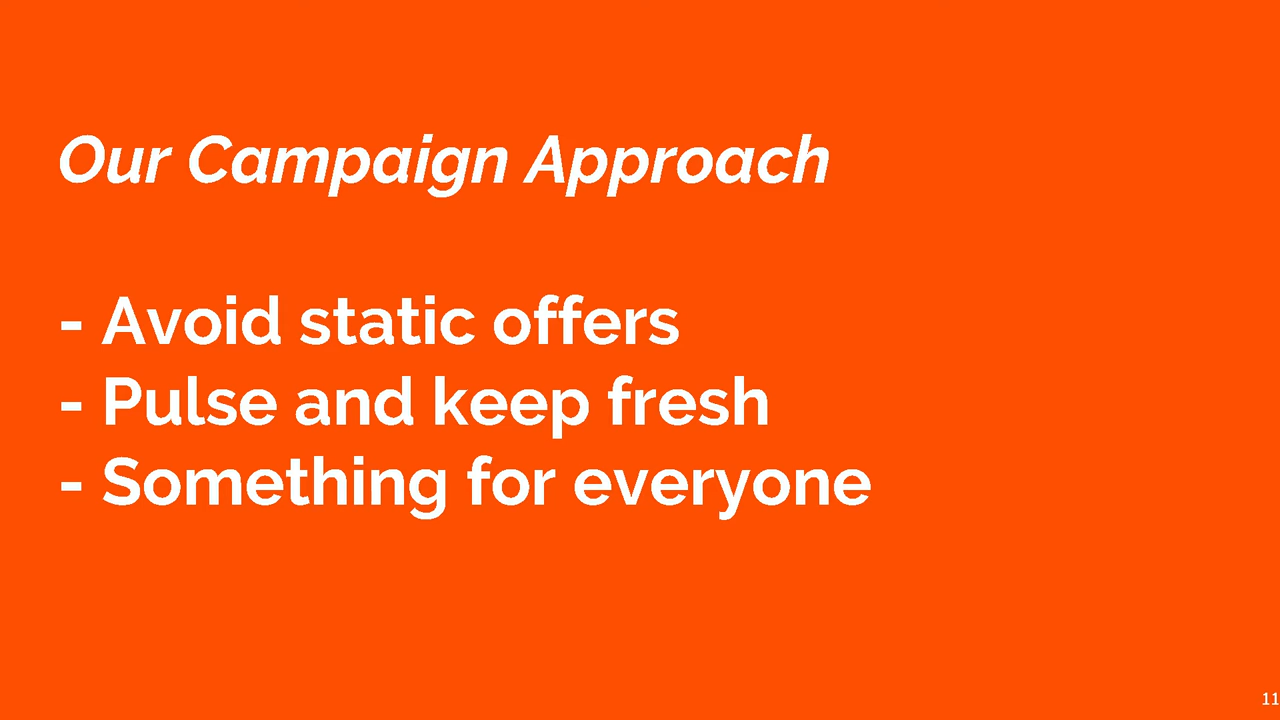 Our Campaign Approach
- Avoid static offers
- Pulse and keep fresh
- Something for everyone
11